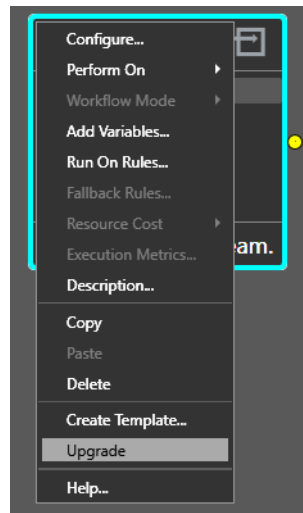 Configure...
Perform On
Workflow Mode
Add Variables...
Run On Rules...
Fallback Rules...
Resource Cost
eam.
Execution Metrics...
Description...
Copy
Paste
Delete
Create Template...
Upgrade
Help...